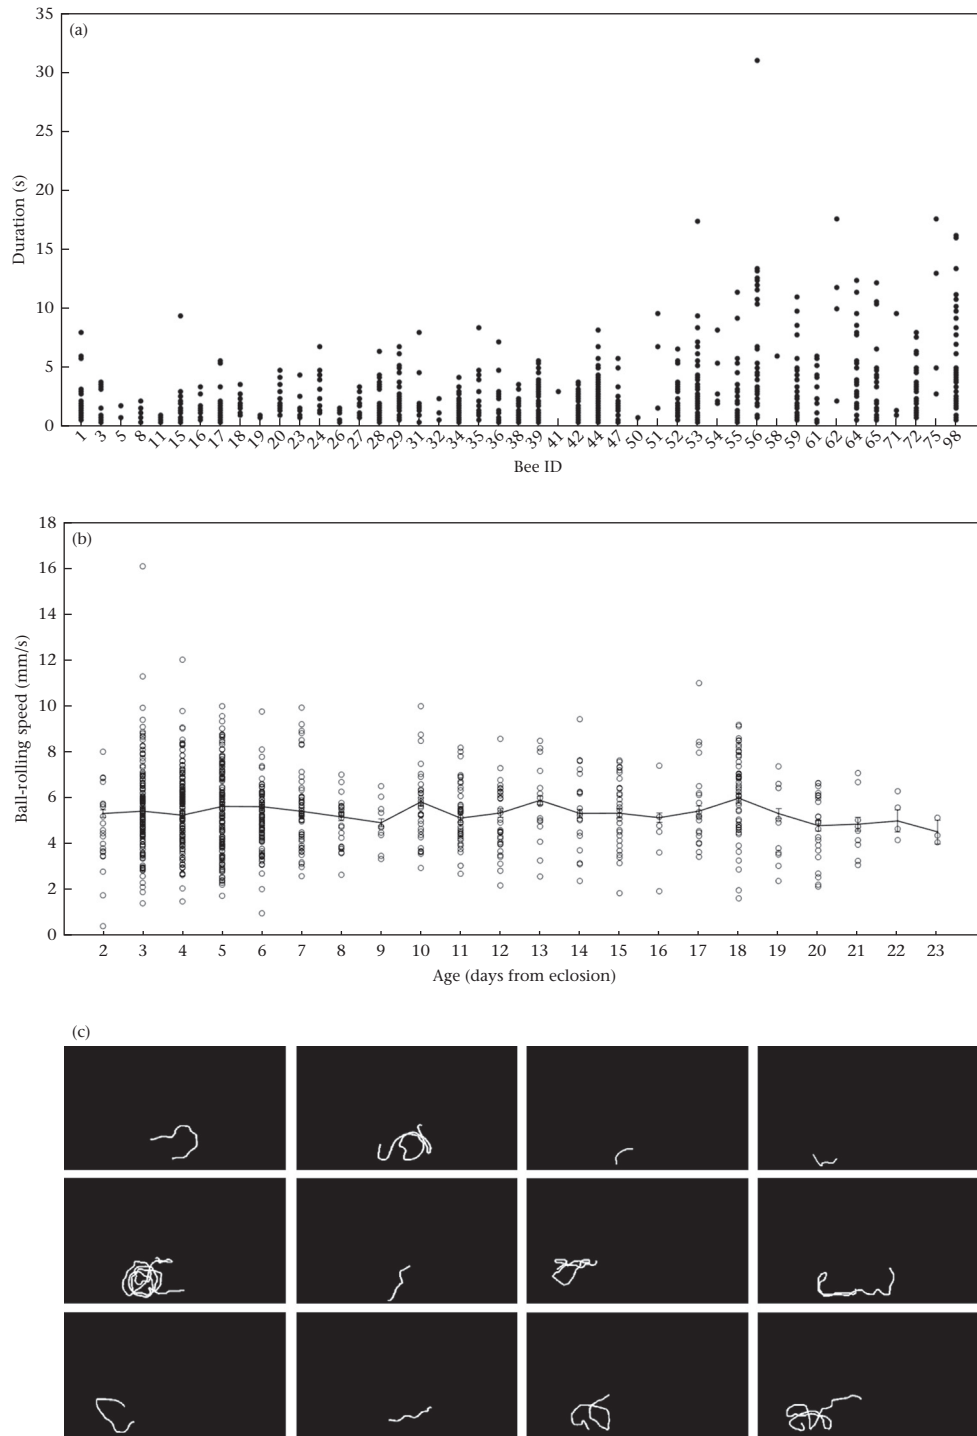 (a)
35
30
25
20
15
10
5
0
Duration (s)
1 3 5 8 11 15 16 17 18 19 20 23 24 26 27 28 29 31 32 34 35 36 38 39 41 42 44 47 50 51 52 53 54 55 56 58 59 61 62 64 65 71 72 75 98
Bee ID
(b)
18
16
14
12
10
8
6
4
2
0
Ball-rolling speed (mm/s)
2 3 4 5 6 7 8 9 10 11 12 13 14 15 16 17 18 19 20 21 22 23
Age (days from eclosion)
(c)